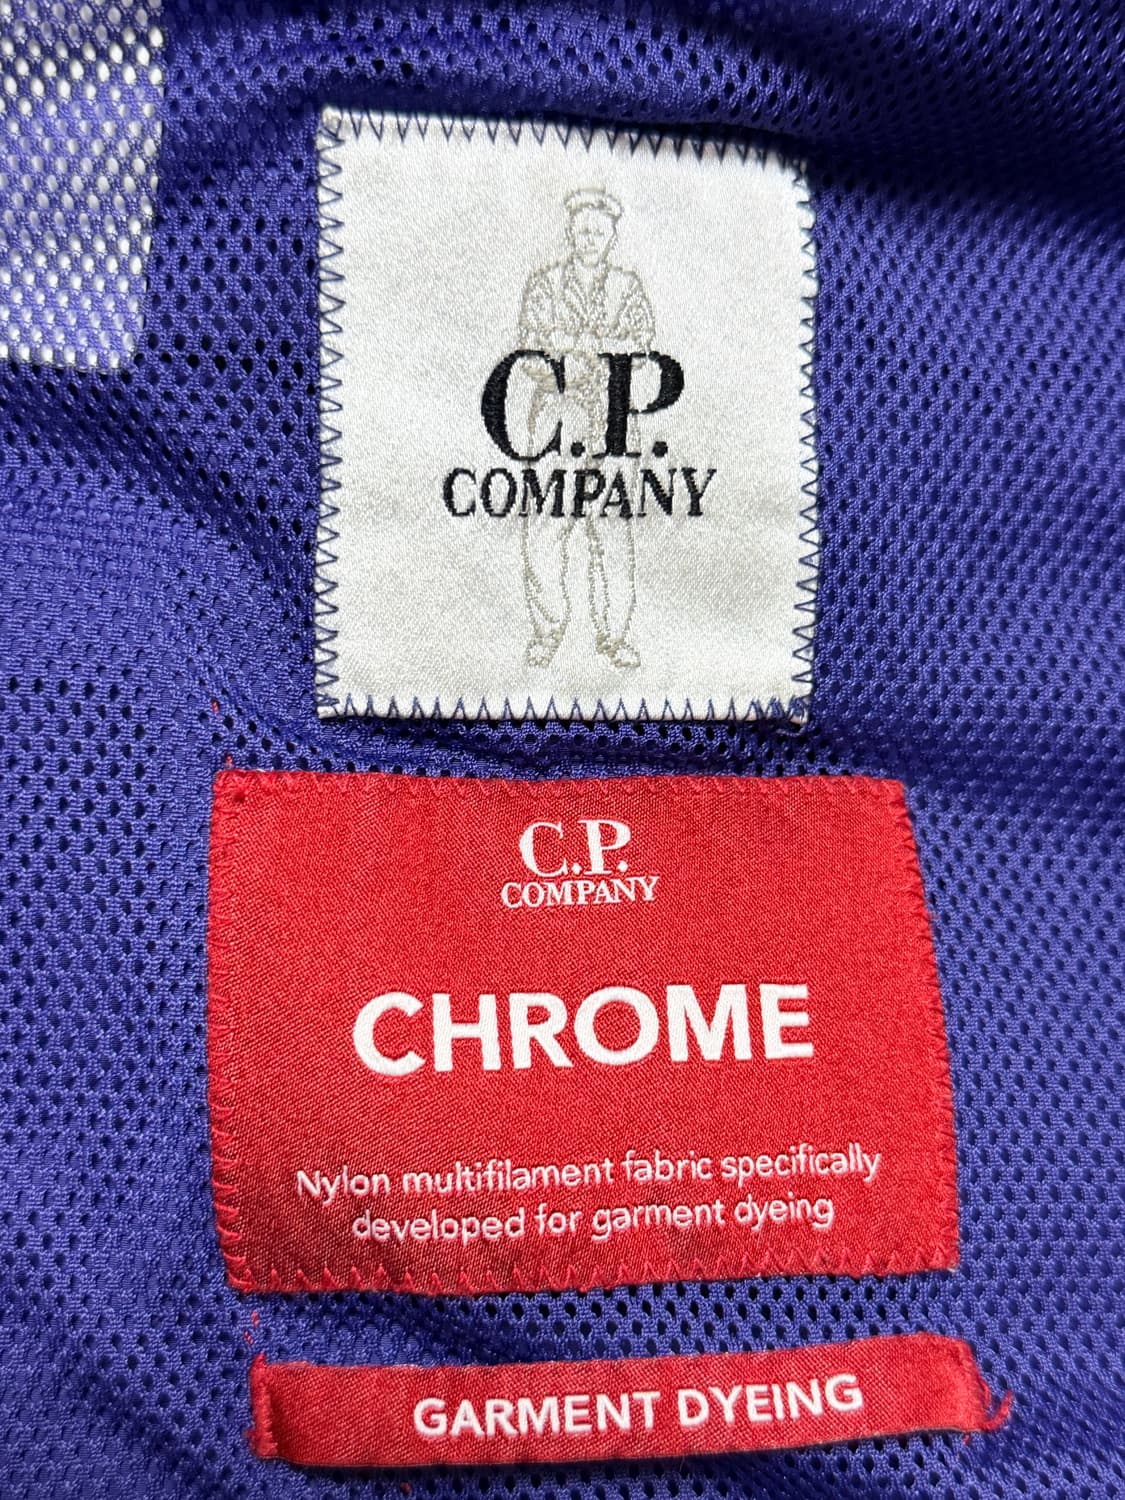 C.P.
COMPANY
C.P.
COMPANY
CHROME
Nylon multifilament fabric specifically
developed for garment dyeing
GARMENT DYEING